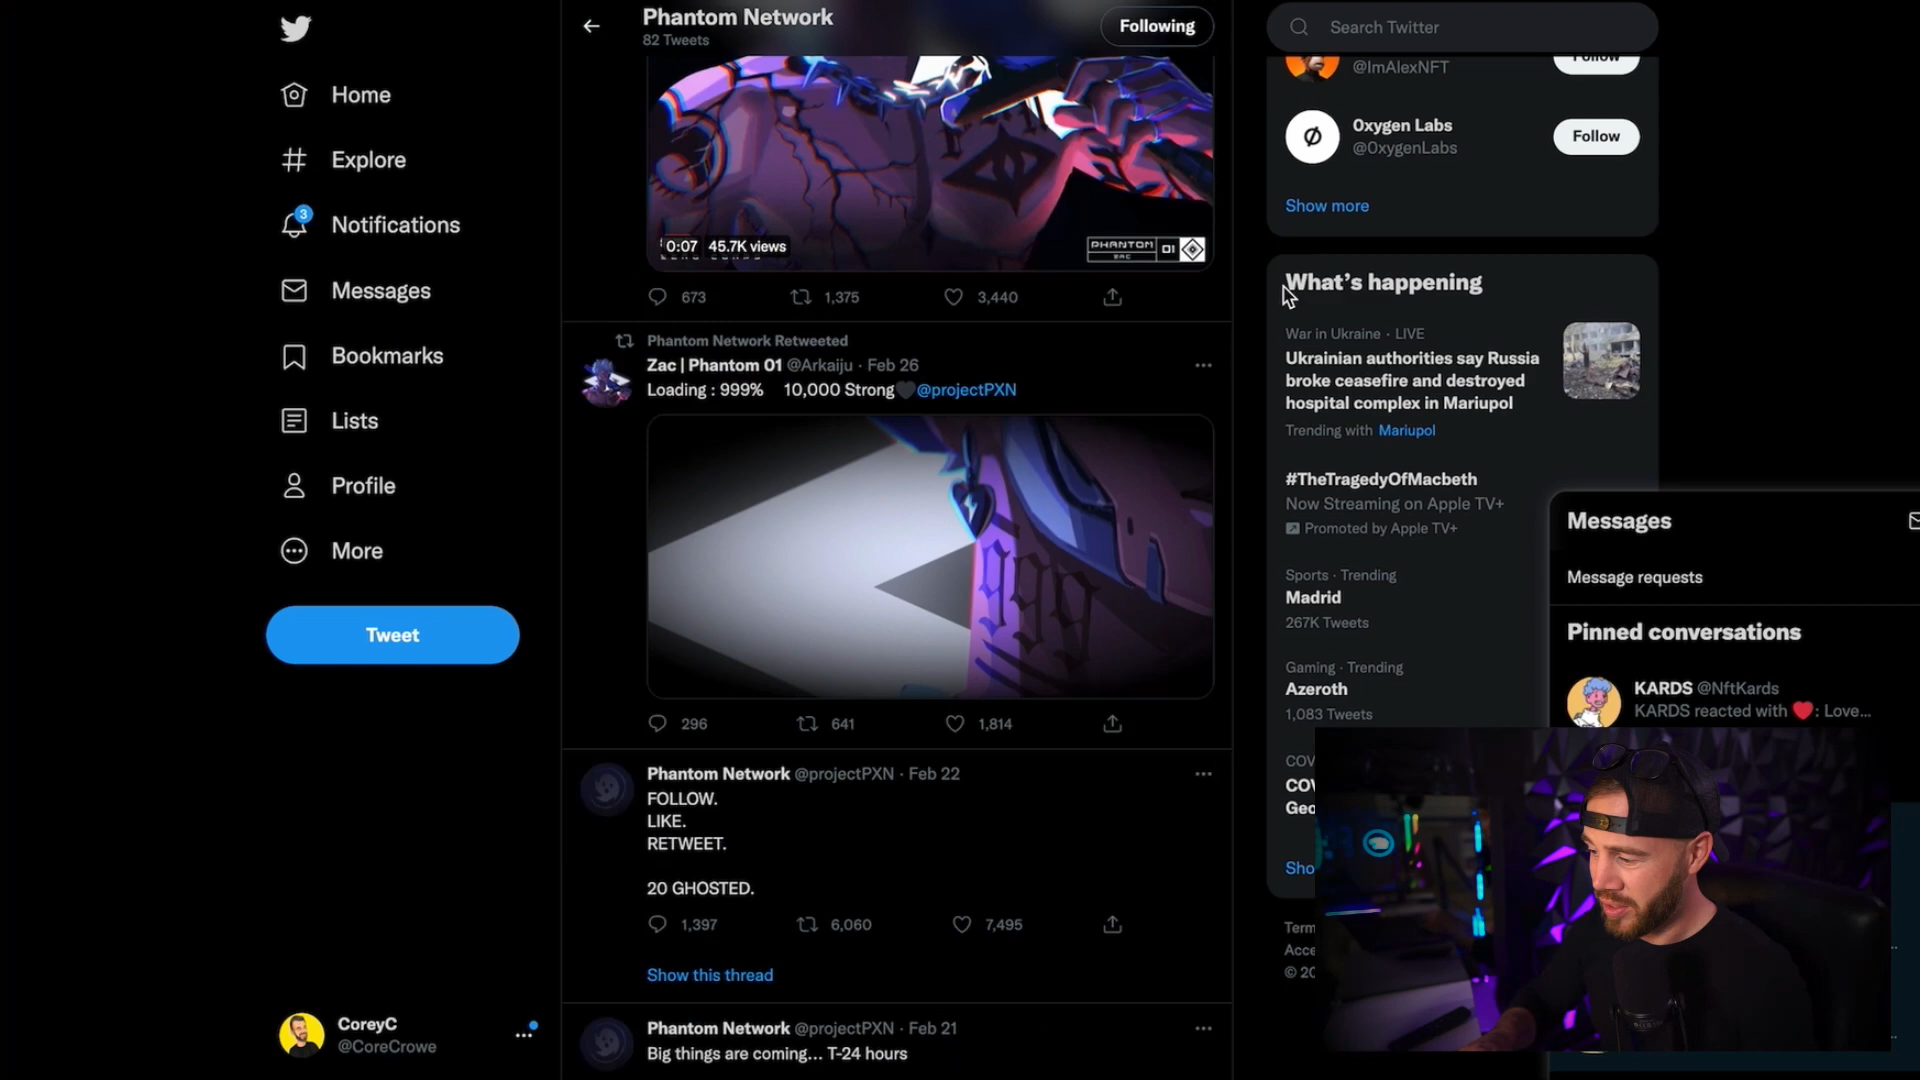 Home
Explore
3
Notifications
Messages
Bookmarks
Lists
Profile
More
Tweet
CoreyC
@CoreCrowe
Phantom Network
82 Tweets
Following
0:07 45.7K views
PHANTOM 01
673 1,375 3,440
Phantom Network Retweeted
Zac | Phantom 01 @Arkaiju · Feb 26
Loading : 999% 10,000 Strong🖤@projectPXN
999
296 641 1,814
Phantom Network @projectPXN · Feb 22
FOLLOW.
LIKE.
RETWEET.
20 GHOSTED.
1,397 6,060 7,495
Show this thread
Phantom Network @projectPXN · Feb 21
Big things are coming... T-24 hours
Search Twitter
@ImAlexNFT
Follow
Oxygen Labs
@OxygenLabs
Follow
Show more
What's happening
War in Ukraine · LIVE
Ukrainian authorities say Russia
broke ceasefire and destroyed
hospital complex in Mariupol
Trending with Mariupol
#TheTragedyOfMacbeth
Now Streaming on Apple TV+
Promoted by Apple TV+
Sports · Trending
Madrid
267K Tweets
Gaming · Trending
Azeroth
1,083 Tweets
COV
COV
Geo
Sho
Term
Acce
© 20
Messages
Message requests
Pinned conversations
KARDS @NftKards
KARDS reacted with ❤️: Love...